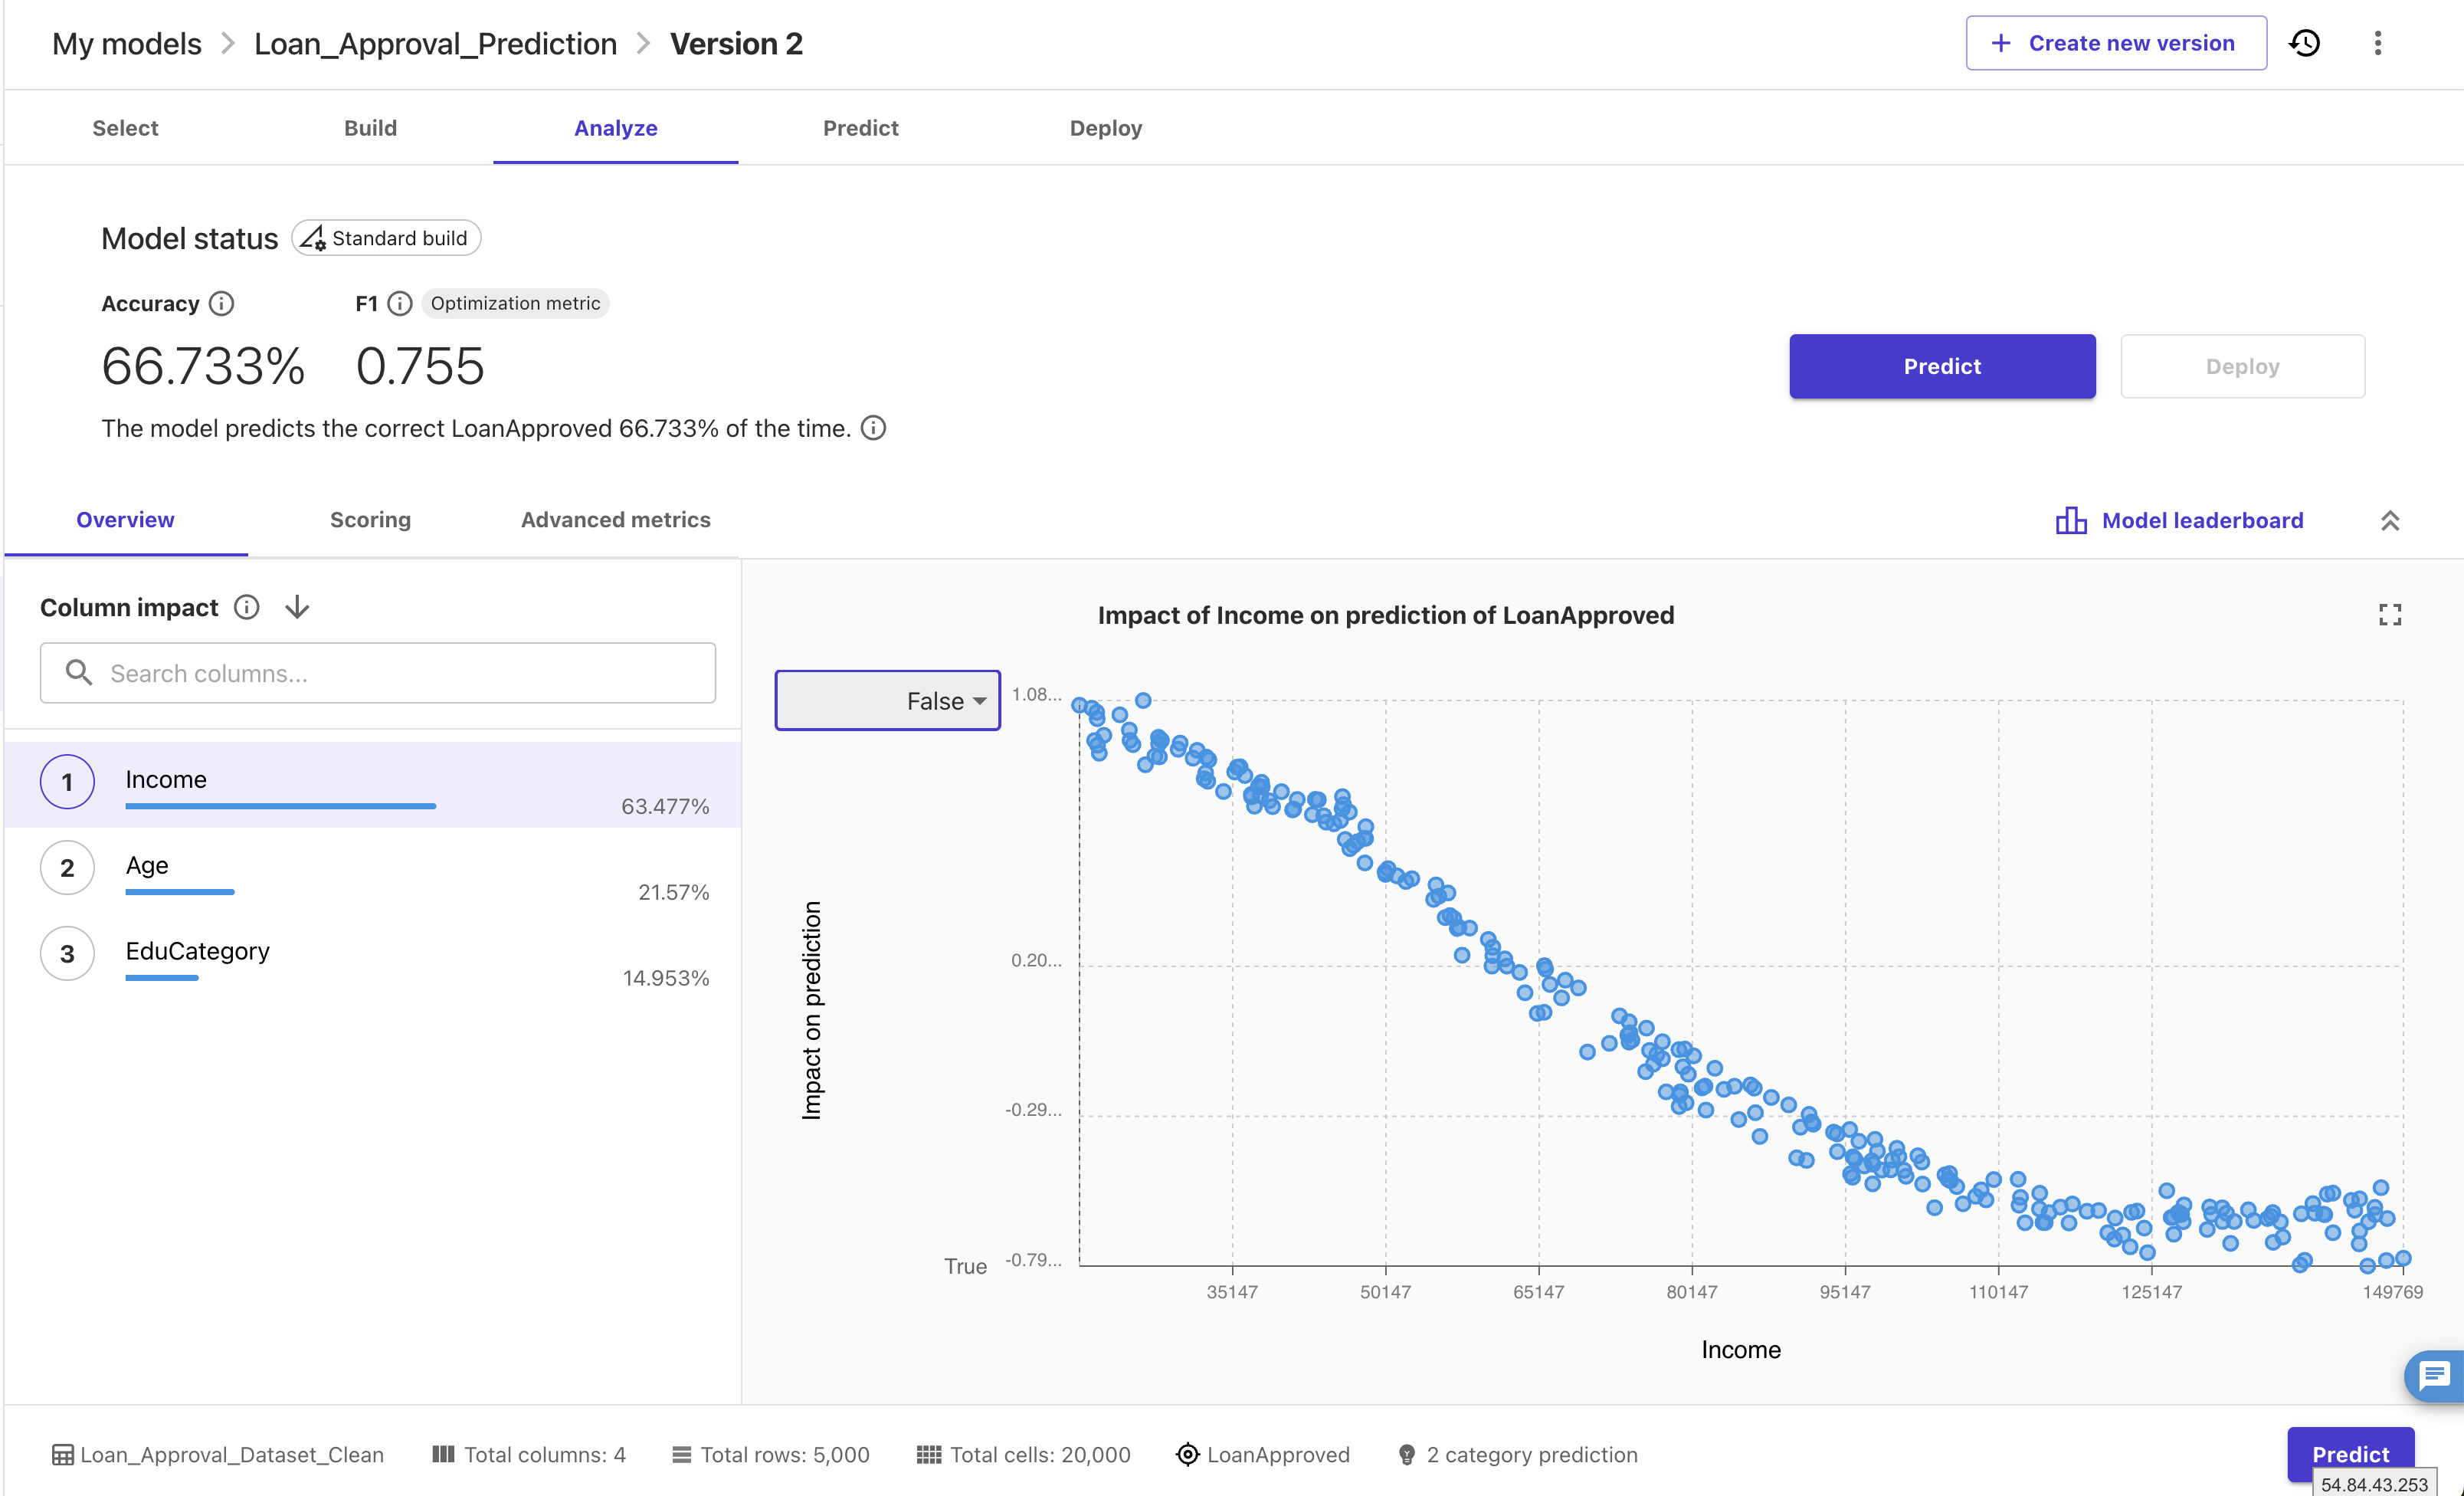 My models > Loan_Approval_Prediction > Version 2
+ Create new version
Select Build Analyze Predict Deploy
Model status Standard build
Accuracy F1 Optimization metric
66.733% 0.755
Predict Deploy
The model predicts the correct LoanApproved 66.733% of the time.
Overview Scoring Advanced metrics
Model leaderboard
Column impact
Search columns...
1 Income 63.477%
2 Age 21.57%
3 EduCategory 14.953%
Impact of Income on prediction of LoanApproved
False
1.08...
0.20...
-0.29...
True -0.79...
Impact on prediction
35147 50147 65147 80147 95147 110147 125147 149769
Income
Loan_Approval_Dataset_Clean Total columns: 4 Total rows: 5,000 Total cells: 20,000 LoanApproved 2 category prediction
Predict
54.84.43.253